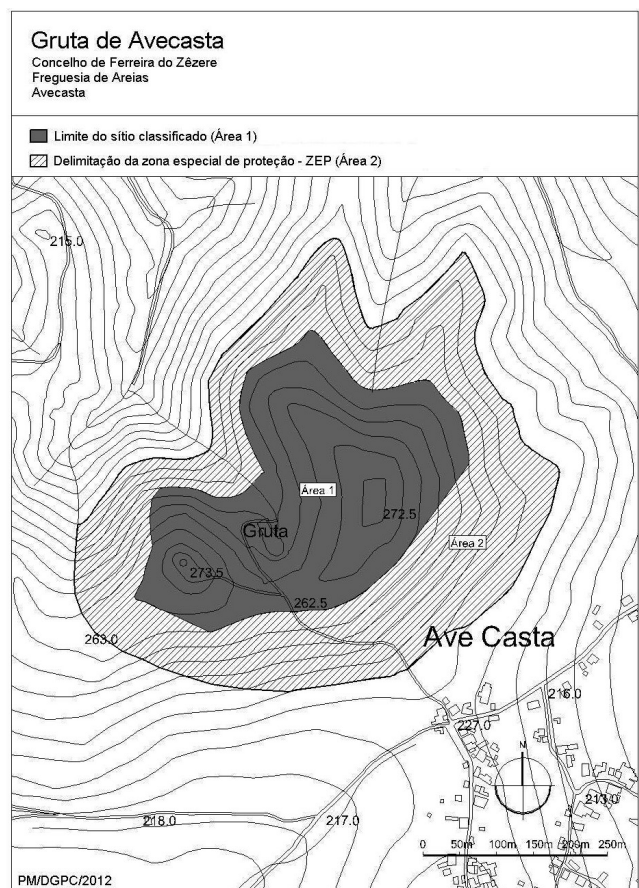 Gruta de Avecasta
Concelho de Ferreira do Zêzere
Freguesia de Areias
Avecasta
Limite do sítio classificado (Área 1)
Delimitação da zona especial de proteção - ZEP (Área 2)
215.0
Área 1
272.5
Gruta
Área 2
273.5
262.5
263.0
Ave Casta
216.0
227.0
N
213.0
218.0
217.0
0 50m 100m 150m 200m 250m
PM/DGPC/2012